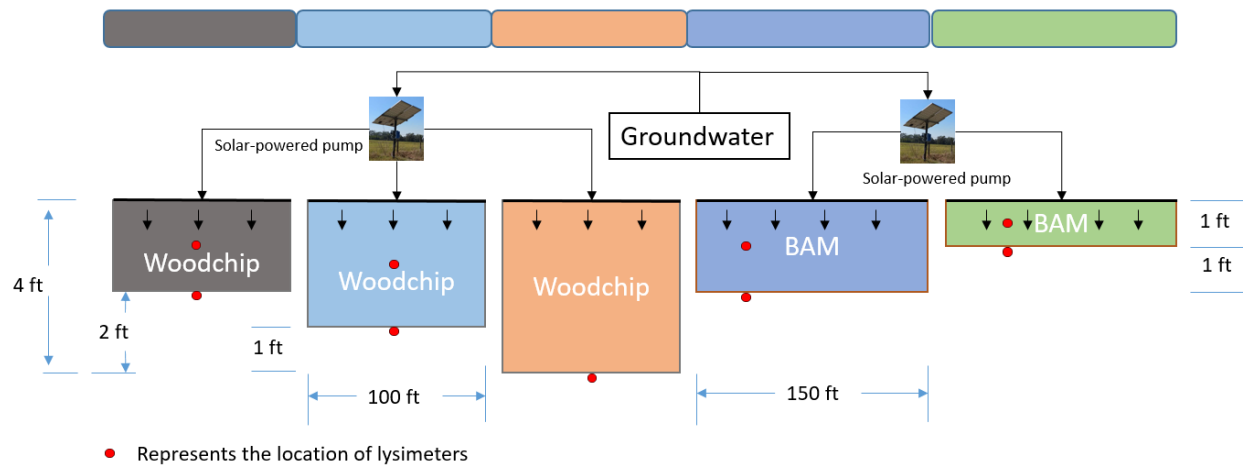 Groundwater
Solar-powered pump
Solar-powered pump
Woodchip
Woodchip
Woodchip
BAM
BAM
4 ft
2 ft
1 ft
1 ft
1 ft
100 ft
150 ft
Represents the location of lysimeters